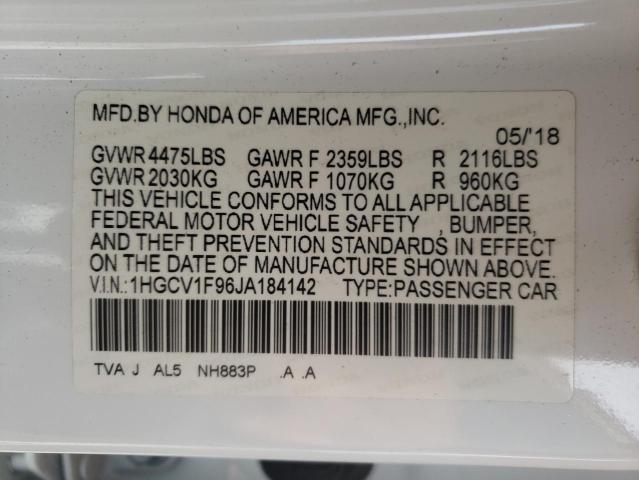 MFD.BY HONDA OF AMERICA MFG.,INC.
05/'18
GVWR 4475LBS GAWR F 2359LBS R 2116LBS
GVWR 2030KG GAWR F 1070KG R 960KG
THIS VEHICLE CONFORMS TO ALL APPLICABLE
FEDERAL MOTOR VEHICLE SAFETY , BUMPER,
AND THEFT PREVENTION STANDARDS IN EFFECT
ON THE DATE OF MANUFACTURE SHOWN ABOVE.
V.I.N.:1HGCV1F96JA184142 TYPE:PASSENGER CAR
TVA J AL5 NH883P .A .A